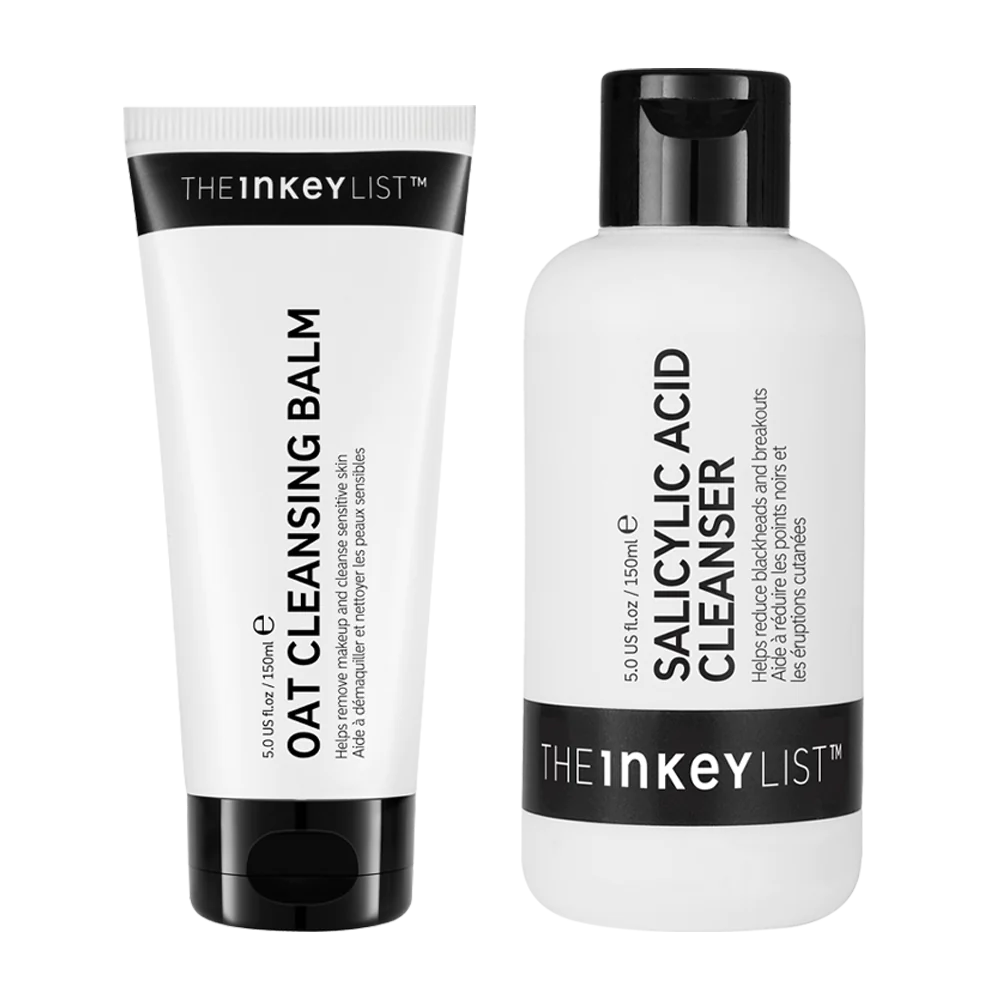 THE INKEY LIST™
5.0 US fl.oz / 150ml e
OAT CLEANSING BALM
Helps remove makeup and cleanse sensitive skin
Aide à démaquiller et nettoyer les peaux sensibles
5.0 US fl.oz / 150ml e
SALICYLIC ACID
CLEANSER
Helps reduce blackheads and breakouts
Aide à réduire les points noirs et
les éruptions cutanées
THE INKEY LIST™